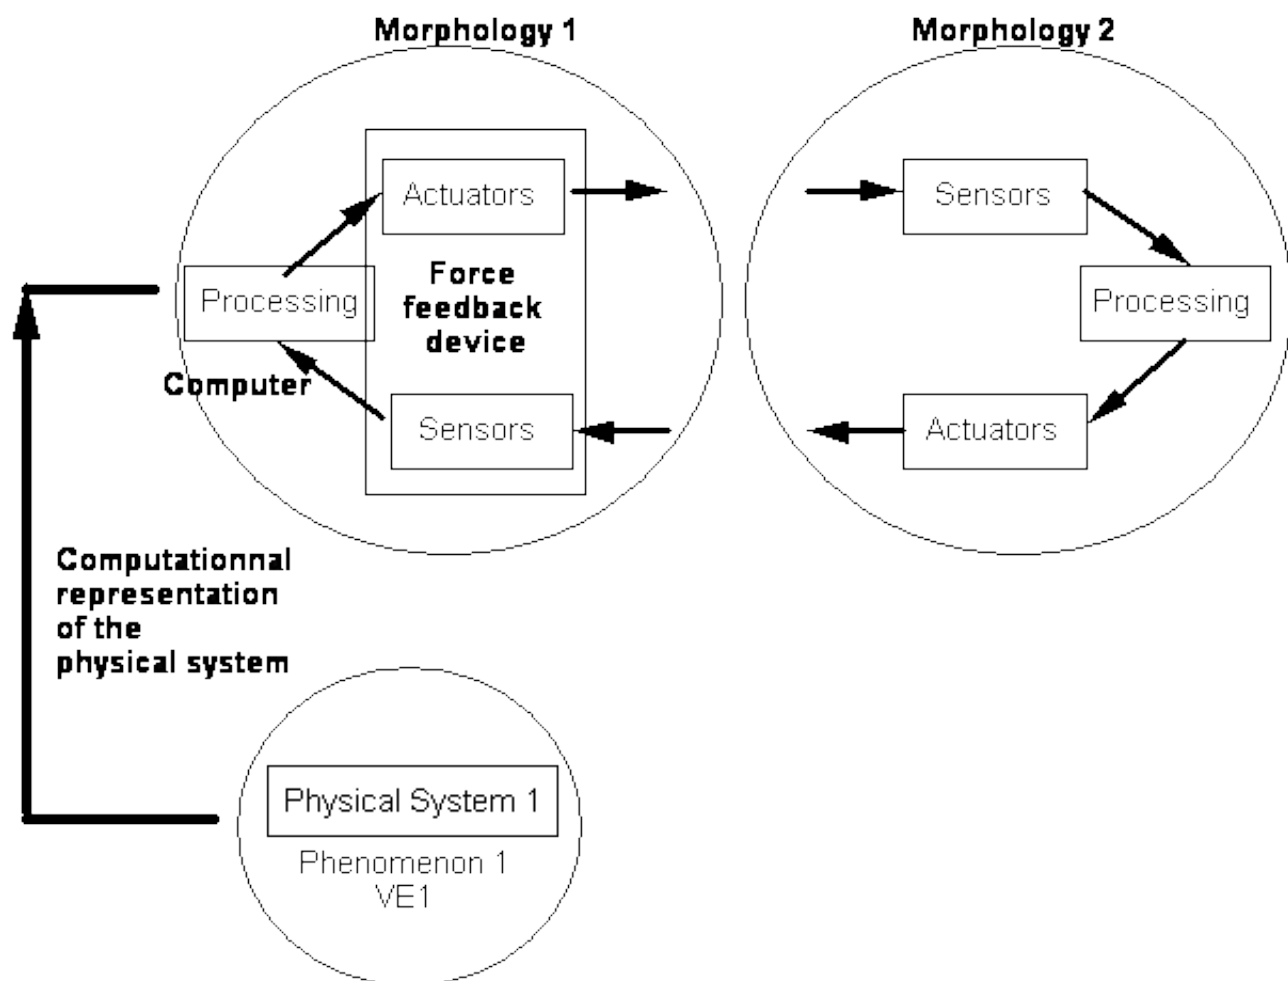 Morphology 1
Morphology 2
Actuators
Sensors
Processing
Force
feedback
device
Processing
Computer
Sensors
Actuators
Computationnal
representation
of the
physical system
Physical System 1
Phenomenon 1
VE1